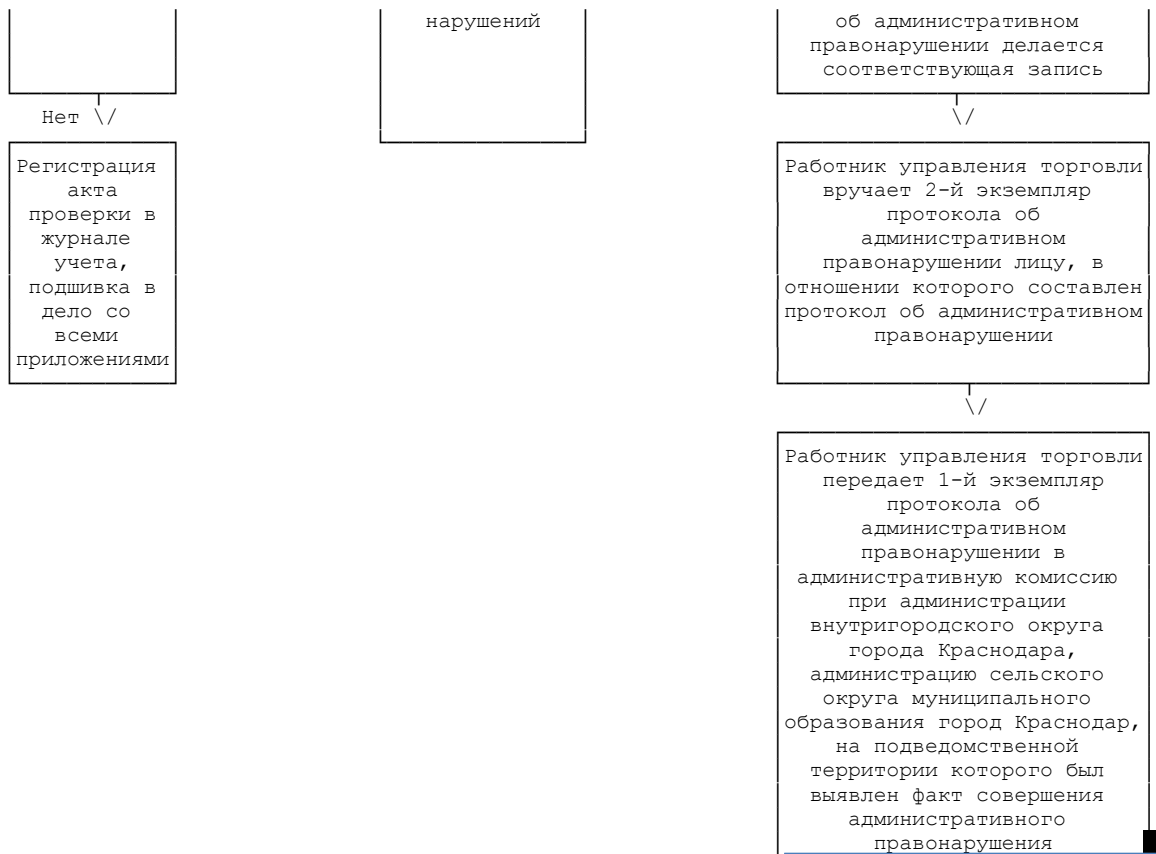 нарушений
об административном
правонарушении делается
соответствующая запись
Нет \/
\/
Регистрация
акта
проверки в
журнале
учета,
подшивка в
дело со
всеми
приложениями
Работник управления торговли
вручает 2-й экземпляр
протокола об
административном
правонарушении лицу, в
отношении которого составлен
протокол об административном
правонарушении
\/
Работник управления торговли
передает 1-й экземпляр
протокола об
административном
правонарушении в
административную комиссию
при администрации
внутригородского округа
города Краснодара,
администрацию сельского
округа муниципального
образования город Краснодар,
на подведомственной
территории которого был
выявлен факт совершения
административного
правонарушения